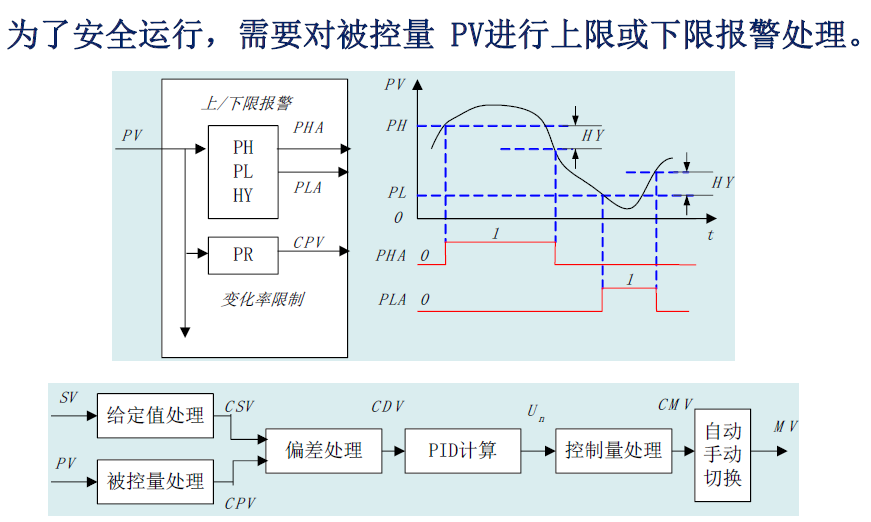 为了安全运行，需要对被控量 PV进行上限或下限报警处理。
上/下限报警
PV
PH
PL
HY
PHA
PLA
PR
CPV
变化率限制
PV
PH
HY
PL
HY
0
t
PHA 0
1
PLA 0
1
SV
给定值处理
CSV
PV
被控量处理
CPV
偏差处理
CDV
PID计算
Un
控制量处理
CMV
自动
手动
切换
MV